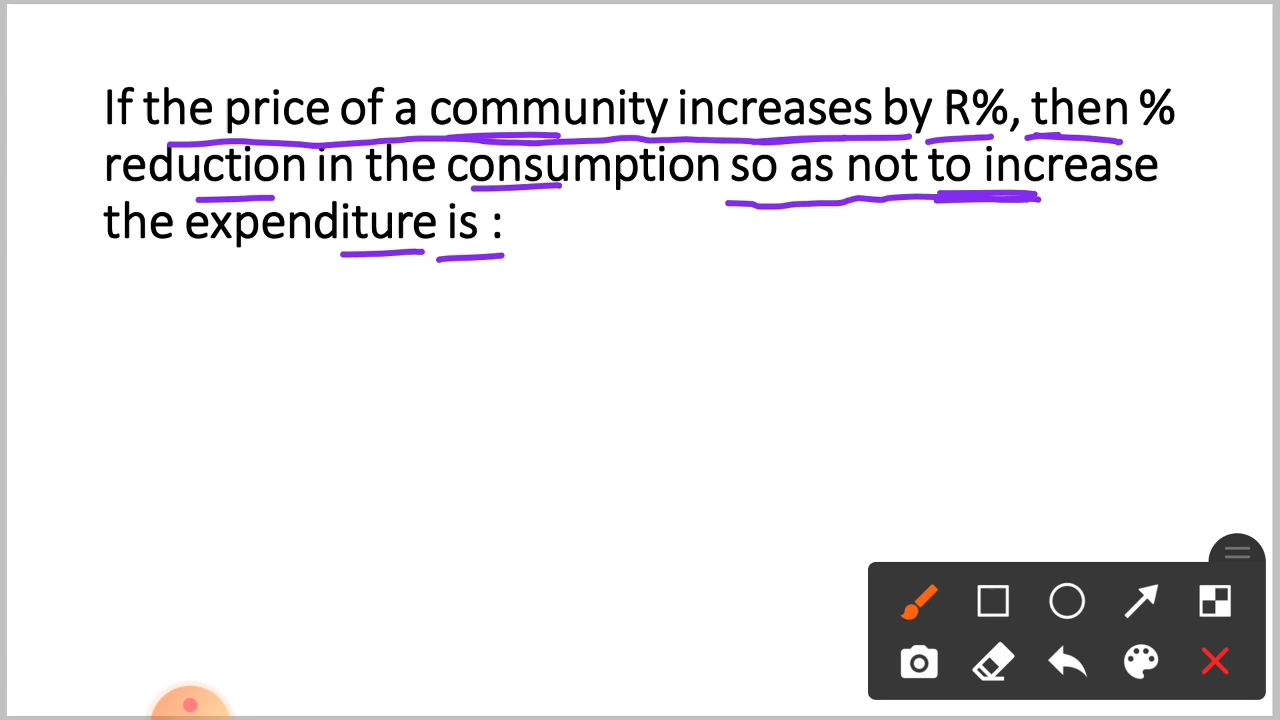 If the price of a community increases by R%, then %
reduction in the consumption so as not to increase
the expenditure is :